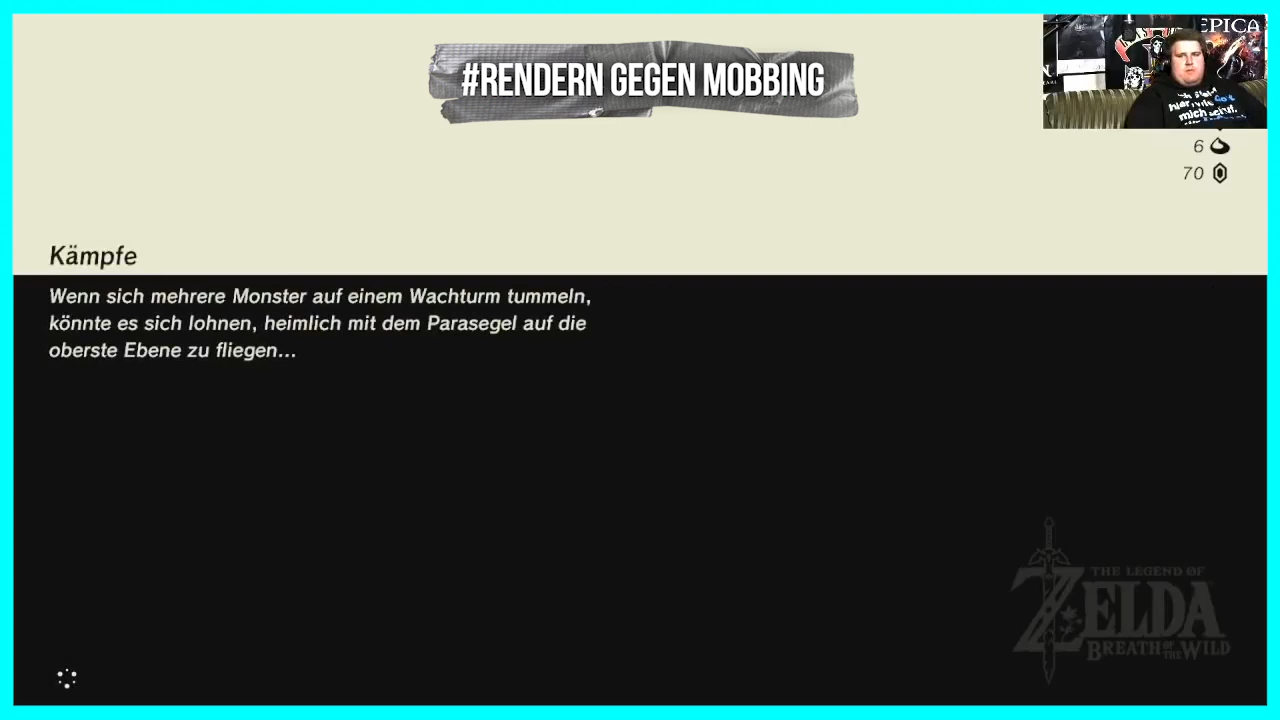 #RENDERN GEGEN MOBBING
EPICA
6
70
Kämpfe
Wenn sich mehrere Monster auf einem Wachturm tummeln,
könnte es sich lohnen, heimlich mit dem Parasegel auf die
oberste Ebene zu fliegen...
THE LEGEND OF
ZELDA
BREATH OF THE WILD